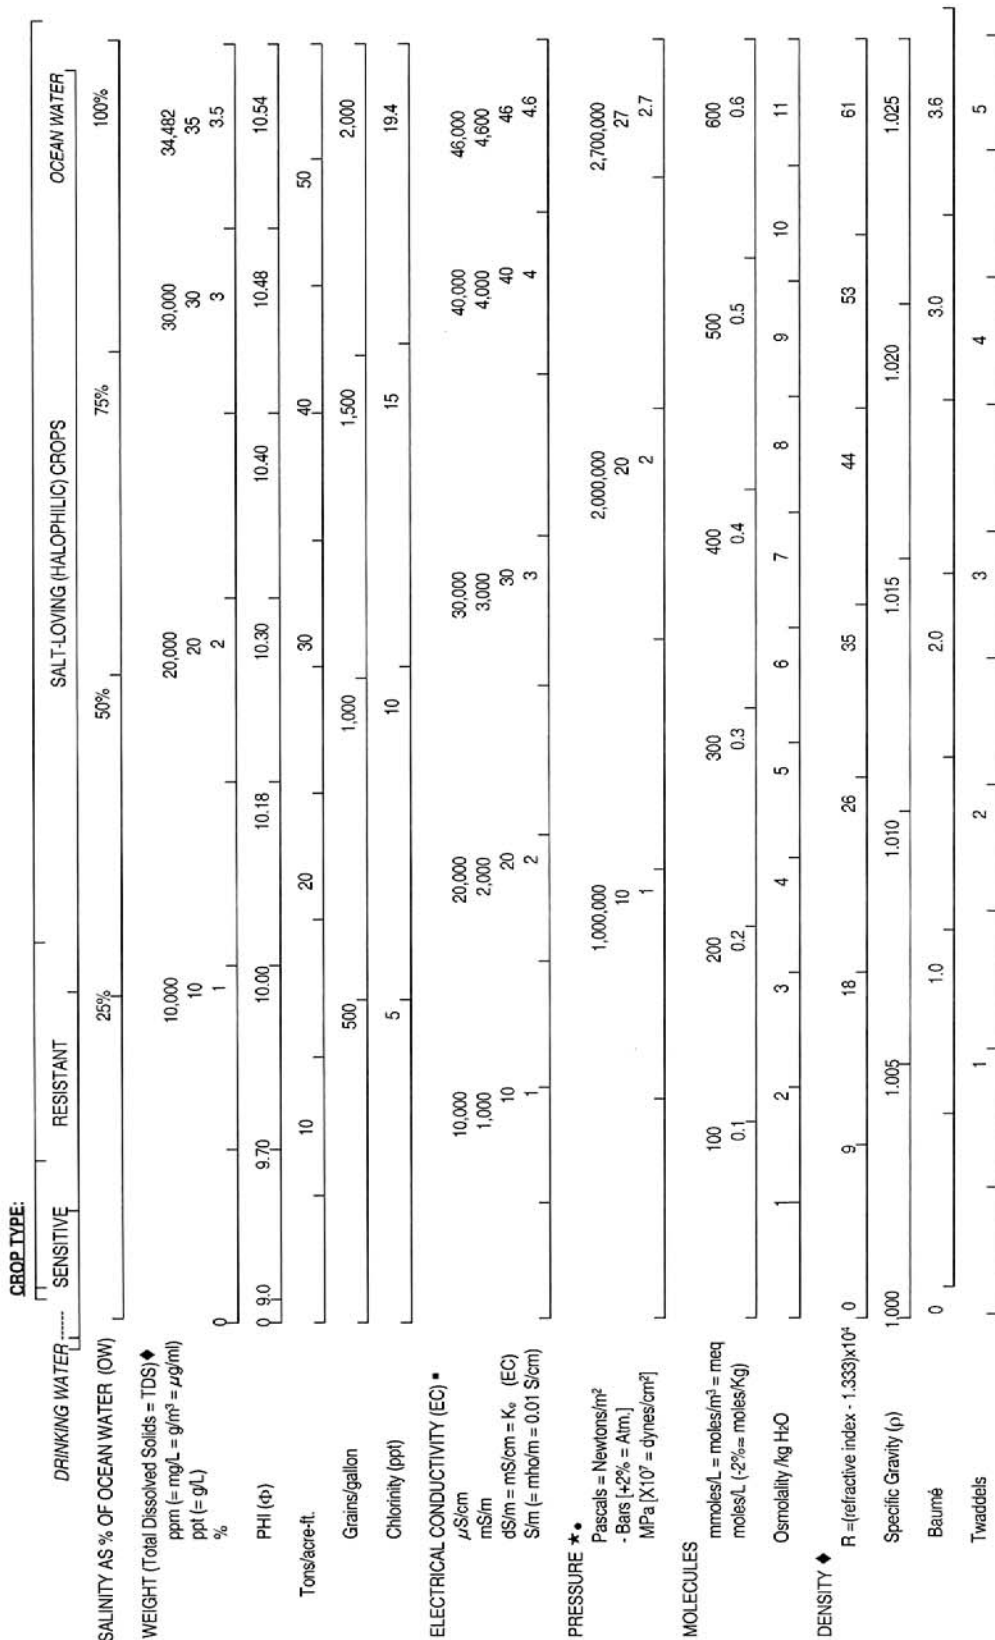 CROP TYPE:
DRINKING WATER ------ SENSITIVE RESISTANT SALT-LOVING (HALOPHILIC) CROPS OCEAN WATER
SALINITY AS % OF OCEAN WATER (OW) 25% 50% 75% 100%
WEIGHT (Total Dissolved Solids = TDS) ♦
ppm (= mg/L = g/m³ = µg/ml) 10,000 20,000 30,000 34,482
ppt (= g/L) 10 20 30 35
% 0 1 2 3 3.5
PHI (Φ) 0 9.0 9.70 10.00 10.18 10.30 10.40 10.48 10.54
Tons/acre-ft. 10 20 30 40 50
Grains/gallon 500 1,000 1,500 2,000
Chlorinity (ppt) 5 10 15 19.4
ELECTRICAL CONDUCTIVITY (EC) ▪
µS/cm 10,000 20,000 30,000 40,000 46,000
mS/m 1,000 2,000 3,000 4,000 4,600
dS/m = mS/cm = Kₒ (EC) 10 20 30 40 46
S/m (= mho/m = 0.01 S/cm) 1 2 3 4 4.6
PRESSURE ★●
Pascals = Newtons/m² 1,000,000 2,000,000 2,700,000
- Bars [+2% = Atm.] 10 20 27
MPa [X10⁷ = dynes/cm²] 1 2 2.7
MOLECULES
mmoles/L = moles/m³ = meq 100 200 300 400 500 600
moles/L (-2%= moles/Kg) 0.1 0.2 0.3 0.4 0.5 0.6
Osmolality /kg H₂O 1 2 3 4 5 6 7 8 9 10 11
DENSITY ♦
R =(refractive index - 1.333)x10⁴ 0 9 18 26 35 44 53 61
Specific Gravity (ρ) 1.000 1.005 1.010 1.015 1.020 1.025
Baumé 0 1.0 2.0 3.0 3.6
Twaddels 1 2 3 4 5